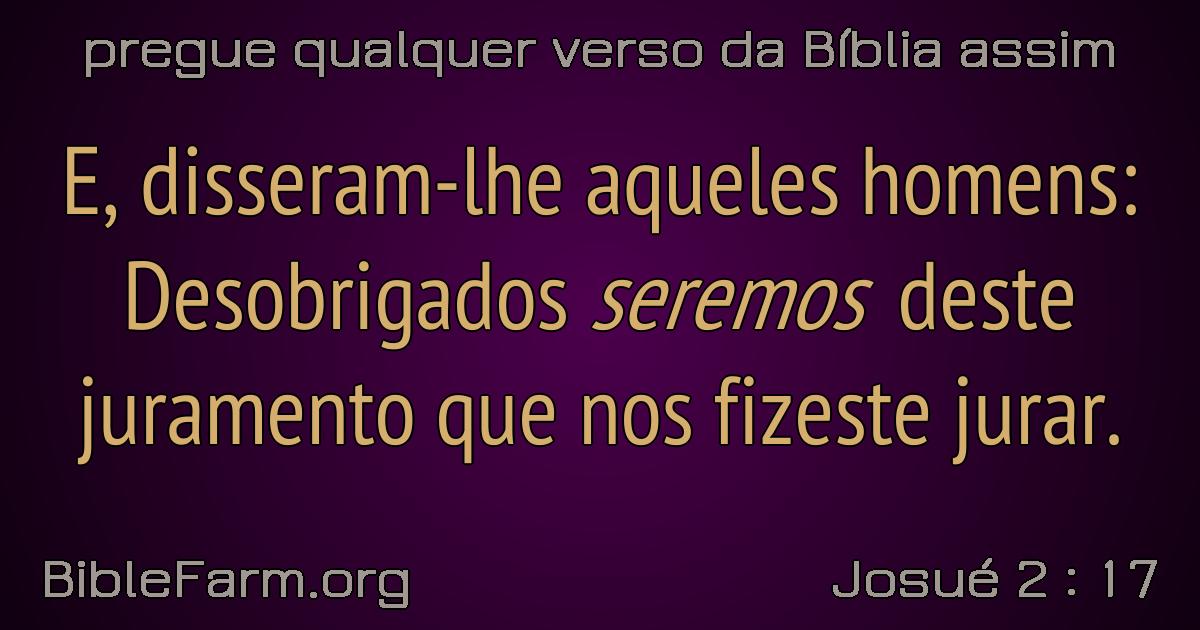 pregue qualquer verso da Bíblia assim
E, disseram-lhe aqueles homens:
Desobrigados seremos deste
juramento que nos fizeste jurar.
BibleFarm.org
Josué 2 : 17